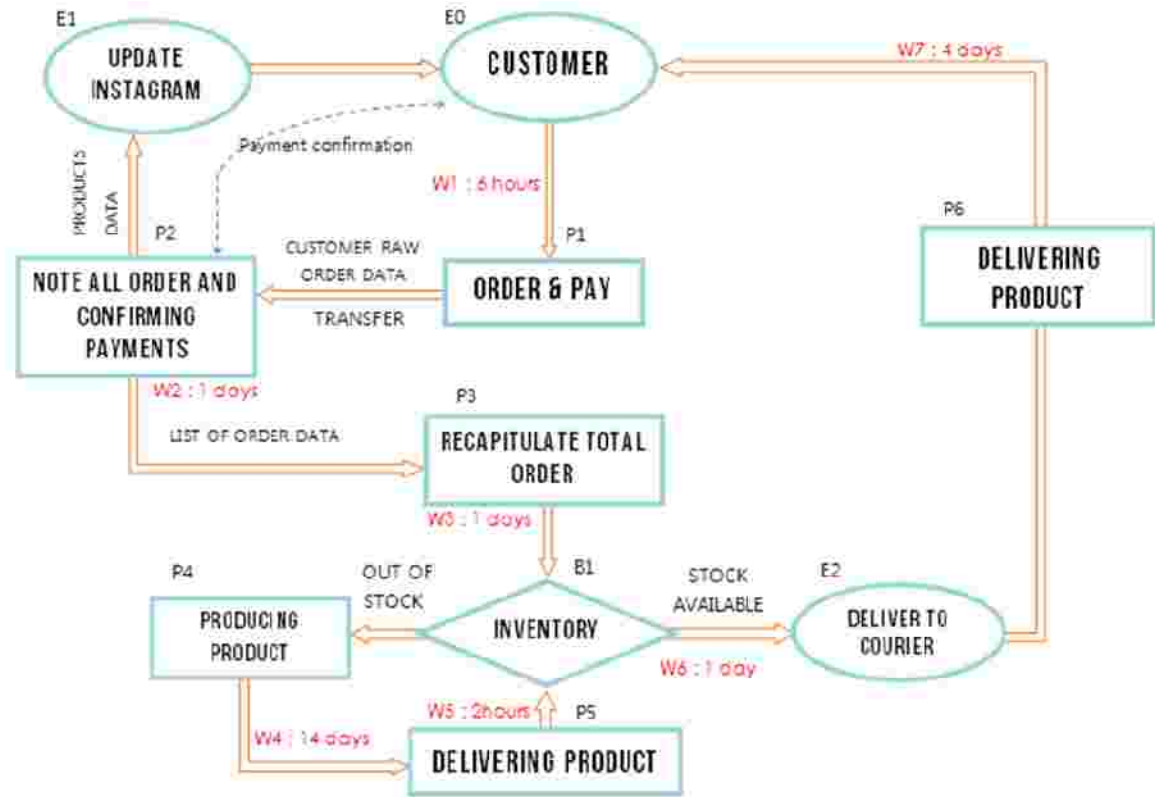 E1
E0
UPDATE
INSTAGRAM
CUSTOMER
W7 : 4 days
Payment confirmation
PRODUCTS
DATA
W1 : 6 hours
P6
P2
P1
CUSTOMER RAW
ORDER DATA
DELIVERING
PRODUCT
NOTE ALL ORDER AND
CONFIRMING
PAYMENTS
ORDER & PAY
TRANSFER
W2 : 1 days
P3
LIST OF ORDER DATA
RECAPITULATE TOTAL
ORDER
W3 : 1 days
P4
OUT OF
STOCK
B1
STOCK
AVAILABLE
E2
PRODUCING
PRODUCT
INVENTORY
DELIVER TO
COURIER
W6 : 1 day
W5 : 2hours
P5
W4 : 14 days
DELIVERING PRODUCT